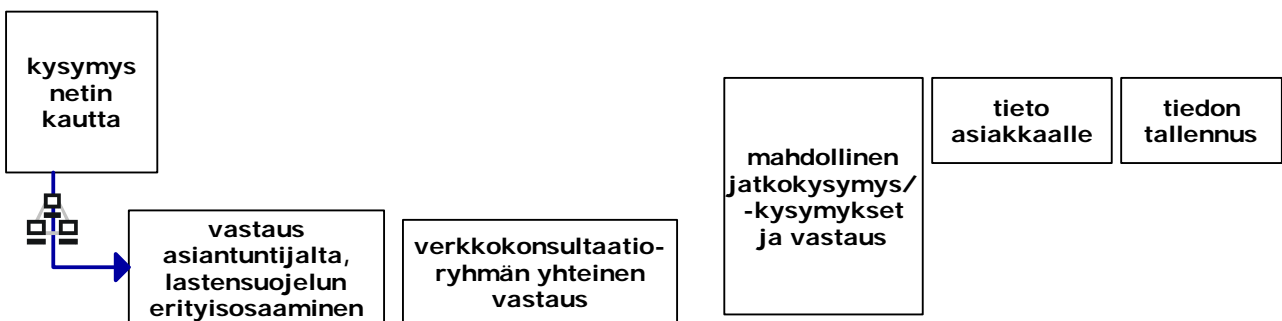 kysymys
netin
kautta
vastaus
asiantuntijalta,
lastensuojelun
erityisosaaminen
verkkokonsultaatio-
ryhmän yhteinen
vastaus
mahdollinen
jatkokysymys/
-kysymykset
ja vastaus
tieto
asiakkaalle
tiedon
tallennus